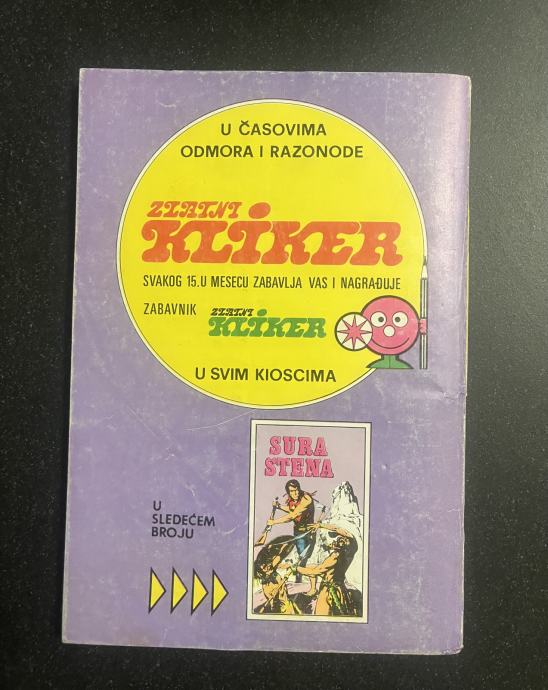 U ČASOVIMA
ODMORA I RAZONODE
ZLATNI
KLIKER
SVAKOG 15.U MESECU ZABAVLJA VAS I NAGRAĐUJE
ZABAVNIK ZLATNI
KLIKER
U SVIM KIOSCIMA
SURA
STENA
U
SLEDEĆEM
BROJU